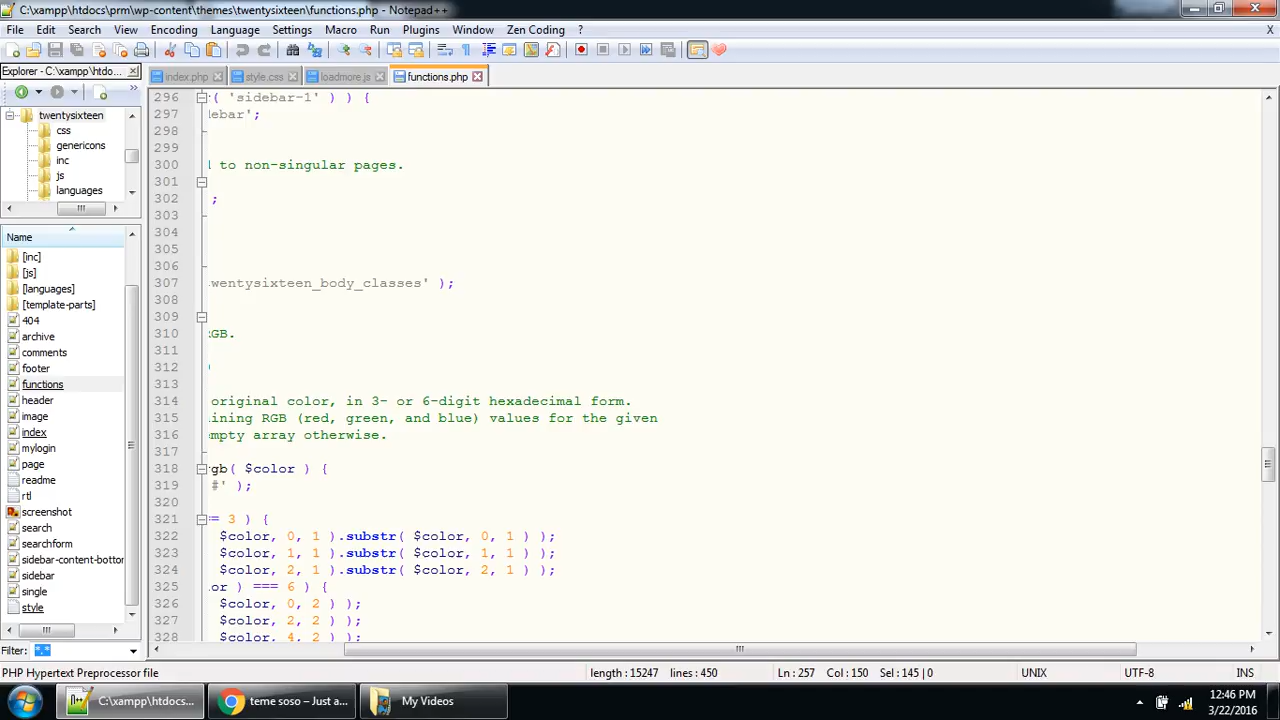 C:\xampp\htdocs\prm\wp-content\themes\twentysixteen\functions.php - Notepad++
File Edit Search View Encoding Language Settings Macro Run Plugins Window Zen Coding ? X
Explorer - C:\xampp\htdo...
index.php style.css loadmore.js functions.php
twentysixteen
css
genericons
inc
js
languages
Name
[inc]
[js]
[languages]
[template-parts]
404
archive
comments
footer
functions
header
image
index
mylogin
page
readme
rtl
screenshot
search
searchform
sidebar-content-bottom
sidebar
single
style
Filter: *.*
296 ( 'sidebar-1' ) ) {
297 debar';
298
299
300 to non-singular pages.
301
302 ;
303
304
305
306
307 wentysixteen_body_classes' );
308
309
310 RGB.
311
312
313
314 original color, in 3- or 6-digit hexadecimal form.
315 ining RGB (red, green, and blue) values for the given
316 empty array otherwise.
317
318 rgb( $color ) {
319 #' );
320
321 == 3 ) {
322 $color, 0, 1 ).substr( $color, 0, 1 ) );
323 $color, 1, 1 ).substr( $color, 1, 1 ) );
324 $color, 2, 1 ).substr( $color, 2, 1 ) );
325 lor ) === 6 ) {
326 $color, 0, 2 ) );
327 $color, 2, 2 ) );
328 $color, 4, 2 ) );
PHP Hypertext Preprocessor file length : 15247 lines : 450 Ln : 257 Col : 150 Sel : 145 | 0 UNIX UTF-8 INS
C:\xampp\htdocs... teme soso – Just a... My Videos
12:46 PM
3/22/2016